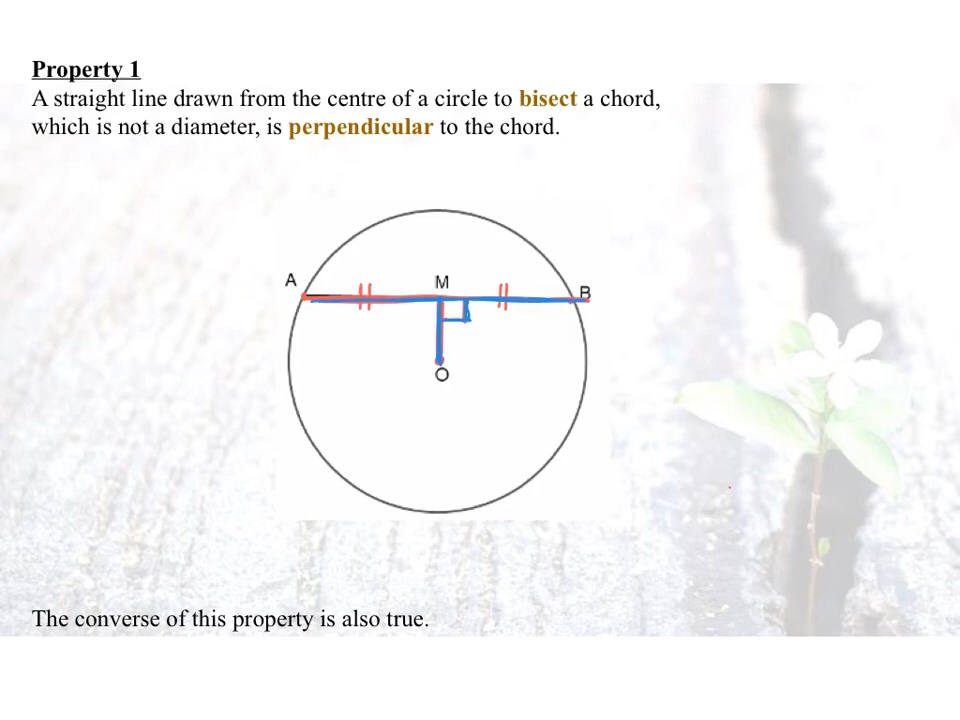 Property 1
A straight line drawn from the centre of a circle to bisect a chord,
which is not a diameter, is perpendicular to the chord.
A
M
B
O
The converse of this property is also true.